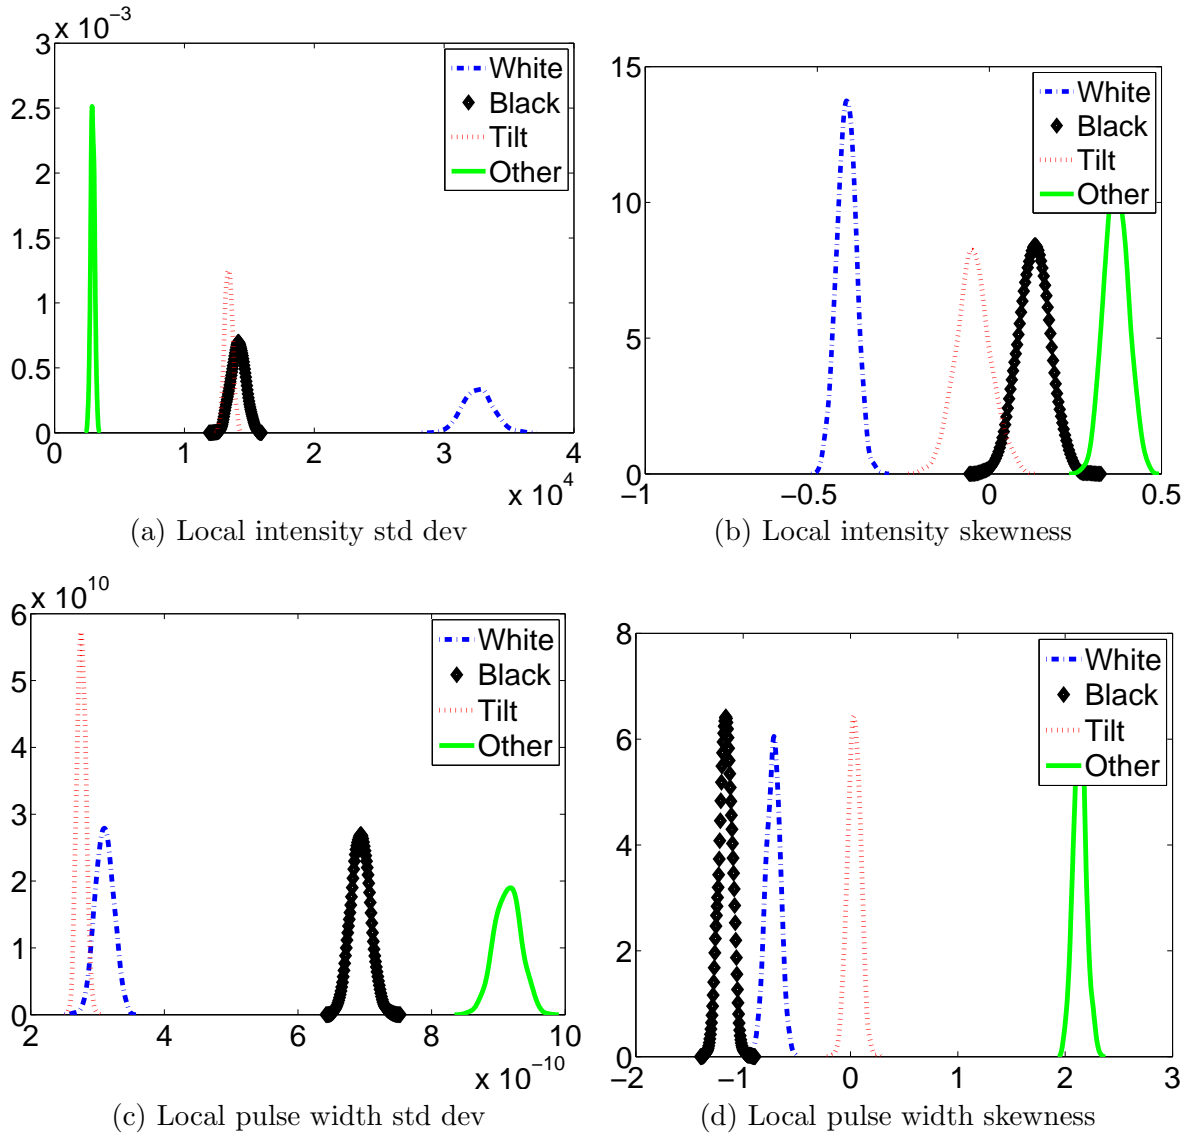 x 10^-3
3
2.5
2
1.5
1
0.5
0
0 1 2 3 4
x 10^4
White
Black
Tilt
Other
(a) Local intensity std dev
15
10
5
0
-1 -0.5 0 0.5
White
Black
Tilt
Other
(b) Local intensity skewness
x 10^10
6
5
4
3
2
1
0
2 4 6 8 10
x 10^-10
White
Black
Tilt
Other
(c) Local pulse width std dev
8
6
4
2
0
-2 -1 0 1 2 3
White
Black
Tilt
Other
(d) Local pulse width skewness